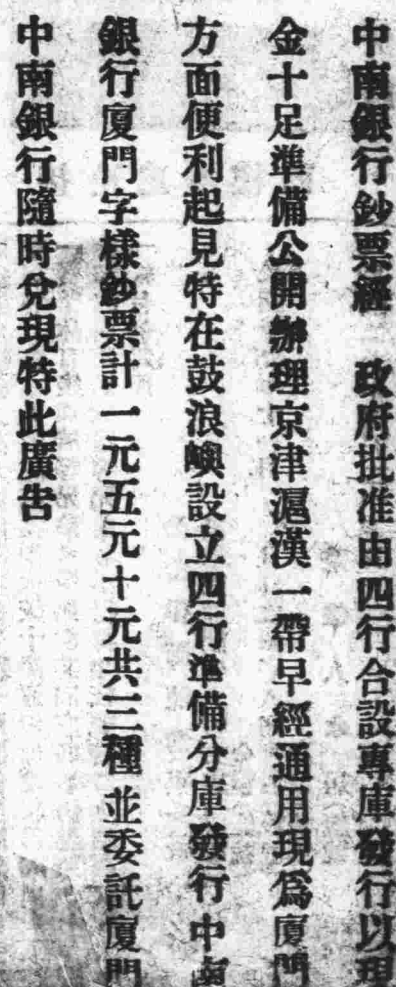 中南銀行鈔票經 政府批准由四行合設專庫發行以現
金十足準備公開辦理京津滬漢一帶早經通用現爲厦門
方面便利起見特在鼓浪嶼設立四行準備分庫發行中南
銀行厦門字樣鈔票計一元五元十元共三種並委託厦門
中南銀行隨時兌現特此廣告